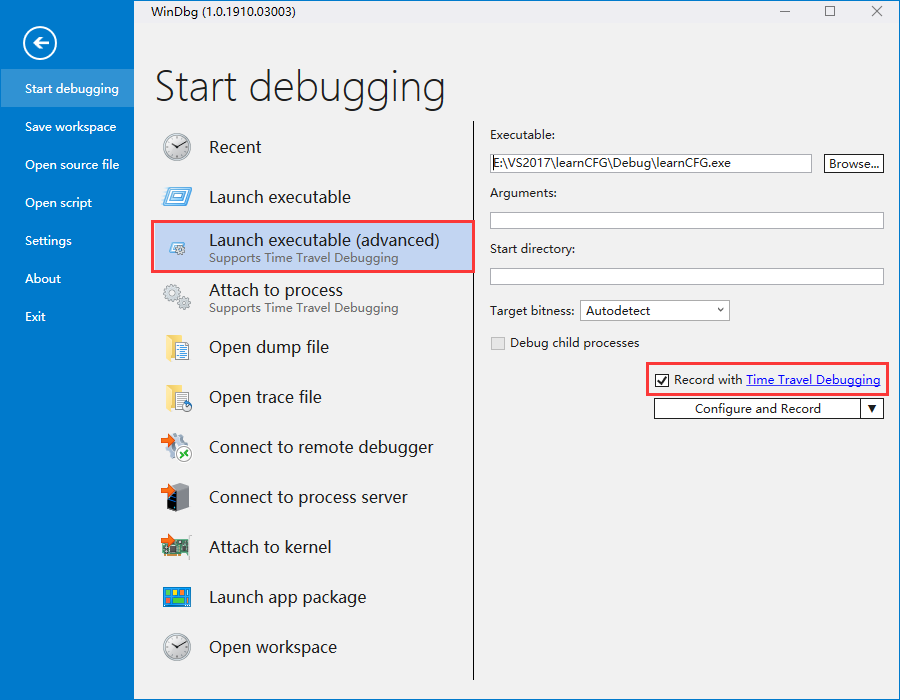 WinDbg (1.0.1910.03003)
Start debugging
Save workspace
Open source file
Open script
Settings
About
Exit
Start debugging
Recent
Launch executable
Launch executable (advanced)
Supports Time Travel Debugging
Attach to process
Supports Time Travel Debugging
Open dump file
Open trace file
Connect to remote debugger
Connect to process server
Attach to kernel
Launch app package
Open workspace
Executable:
E:\VS2017\learnCFG\Debug\learnCFG.exe
Browse...
Arguments:
Start directory:
Target bitness: Autodetect
Debug child processes
Record with Time Travel Debugging
Configure and Record